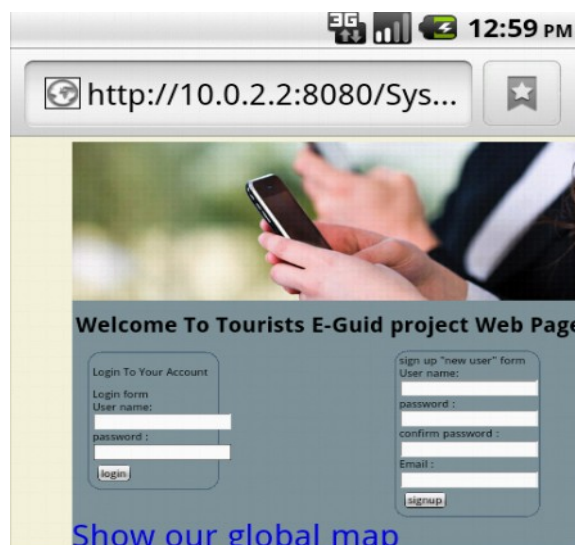 3G 12:59 PM
http://10.0.2.2:8080/Sys...
Welcome To Tourists E-Guid project Web Page
Login To Your Account
Login form
User name:
password :
login
sign up "new user" form
User name:
password :
confirm password :
Email :
signup
Show our global map